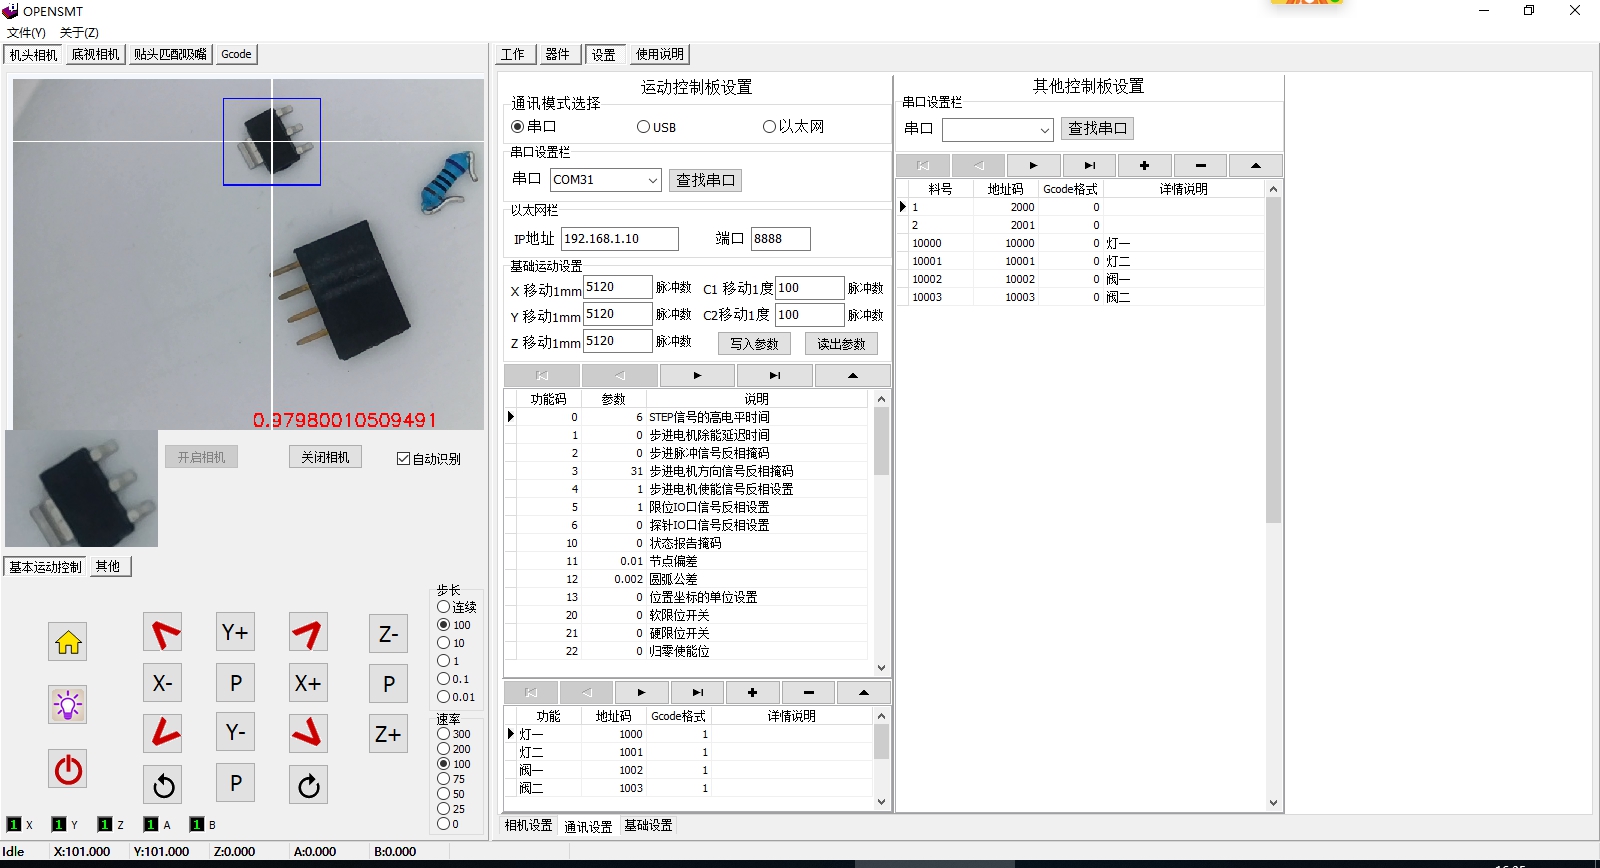 OPENSMT
文件(Y) 关于(Z)
机头相机 底视相机 贴头匹配吸嘴 Gcode
0.97980010509491
开启相机 关闭相机 自动识别
基本运动控制 其他
Y+ Z-
X- P X+ P
Y- Z+
P
步长
连续
100
10
1
0.1
0.01
速率
300
200
100
75
50
25
0
1 X 1 Y 1 Z 1 A 1 B
工作 器件 设置 使用说明
运动控制板设置
通讯模式选择
串口 USB 以太网
串口设置栏
串口 COM31 查找串口
以太网栏
IP地址 192.168.1.10 端口 8888
基础运动设置
X 移动1mm 5120 脉冲数 C1 移动1度 100 脉冲数
Y 移动1mm 5120 脉冲数 C2移动1度 100 脉冲数
Z 移动1mm 5120 脉冲数 写入参数 读出参数
功能码 参数 说明
0 6 STEP信号的高电平时间
1 0 步进电机除能延迟时间
2 0 步进脉冲信号反相掩码
3 31 步进电机方向信号反相掩码
4 1 步进电机使能信号反相设置
5 1 限位IO口信号反相设置
6 0 探针IO口信号反相设置
10 0 状态报告掩码
11 0.01 节点偏差
12 0.002 圆弧公差
13 0 位置坐标的单位设置
20 0 软限位开关
21 0 硬限位开关
22 0 归零使能位
功能 地址码 Gcode格式 详情说明
灯一 1000 1
灯二 1001 1
阀一 1002 1
阀二 1003 1
相机设置 通讯设置 基础设置
其他控制板设置
串口设置栏
串口 查找串口
料号 地址码 Gcode格式 详情说明
1 2000 0
2 2001 0
10000 10000 0 灯一
10001 10001 0 灯二
10002 10002 0 阀一
10003 10003 0 阀二
Idle X:101.000 Y:101.000 Z:0.000 A:0.000 B:0.000